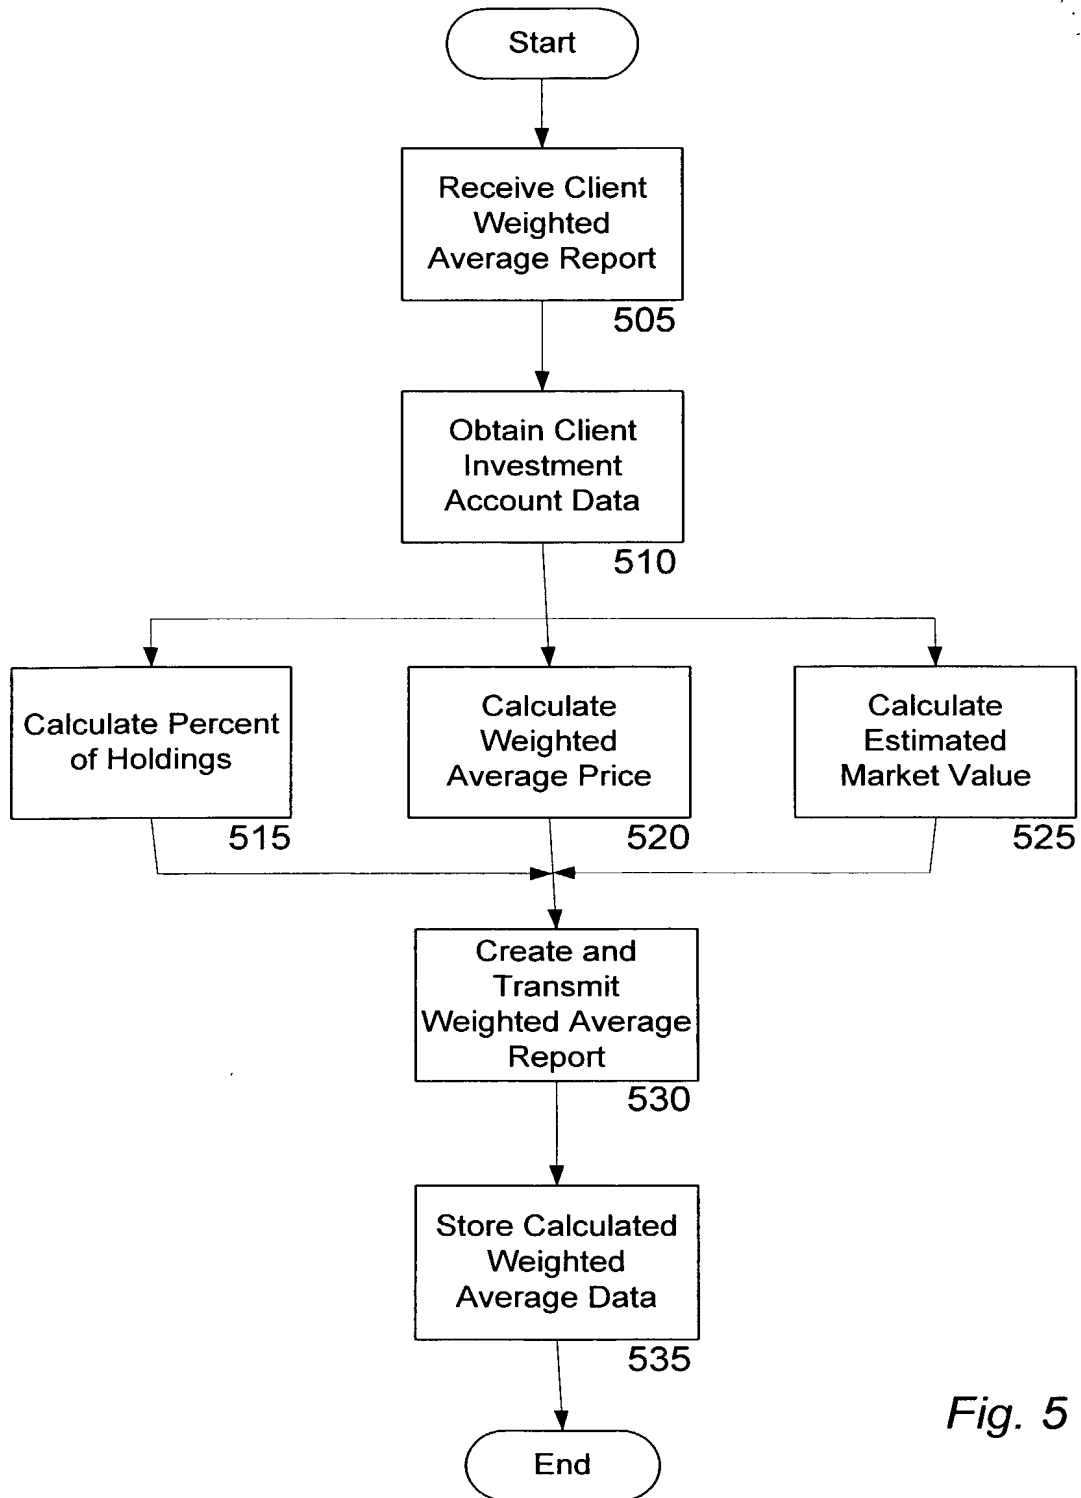 Start
Receive Client
Weighted
Average Report
505
Obtain Client
Investment
Account Data
510
Calculate Percent
of Holdings
515
Calculate
Weighted
Average Price
520
Calculate
Estimated
Market Value
525
Create and
Transmit
Weighted Average
Report
530
Store Calculated
Weighted
Average Data
535
End
Fig. 5